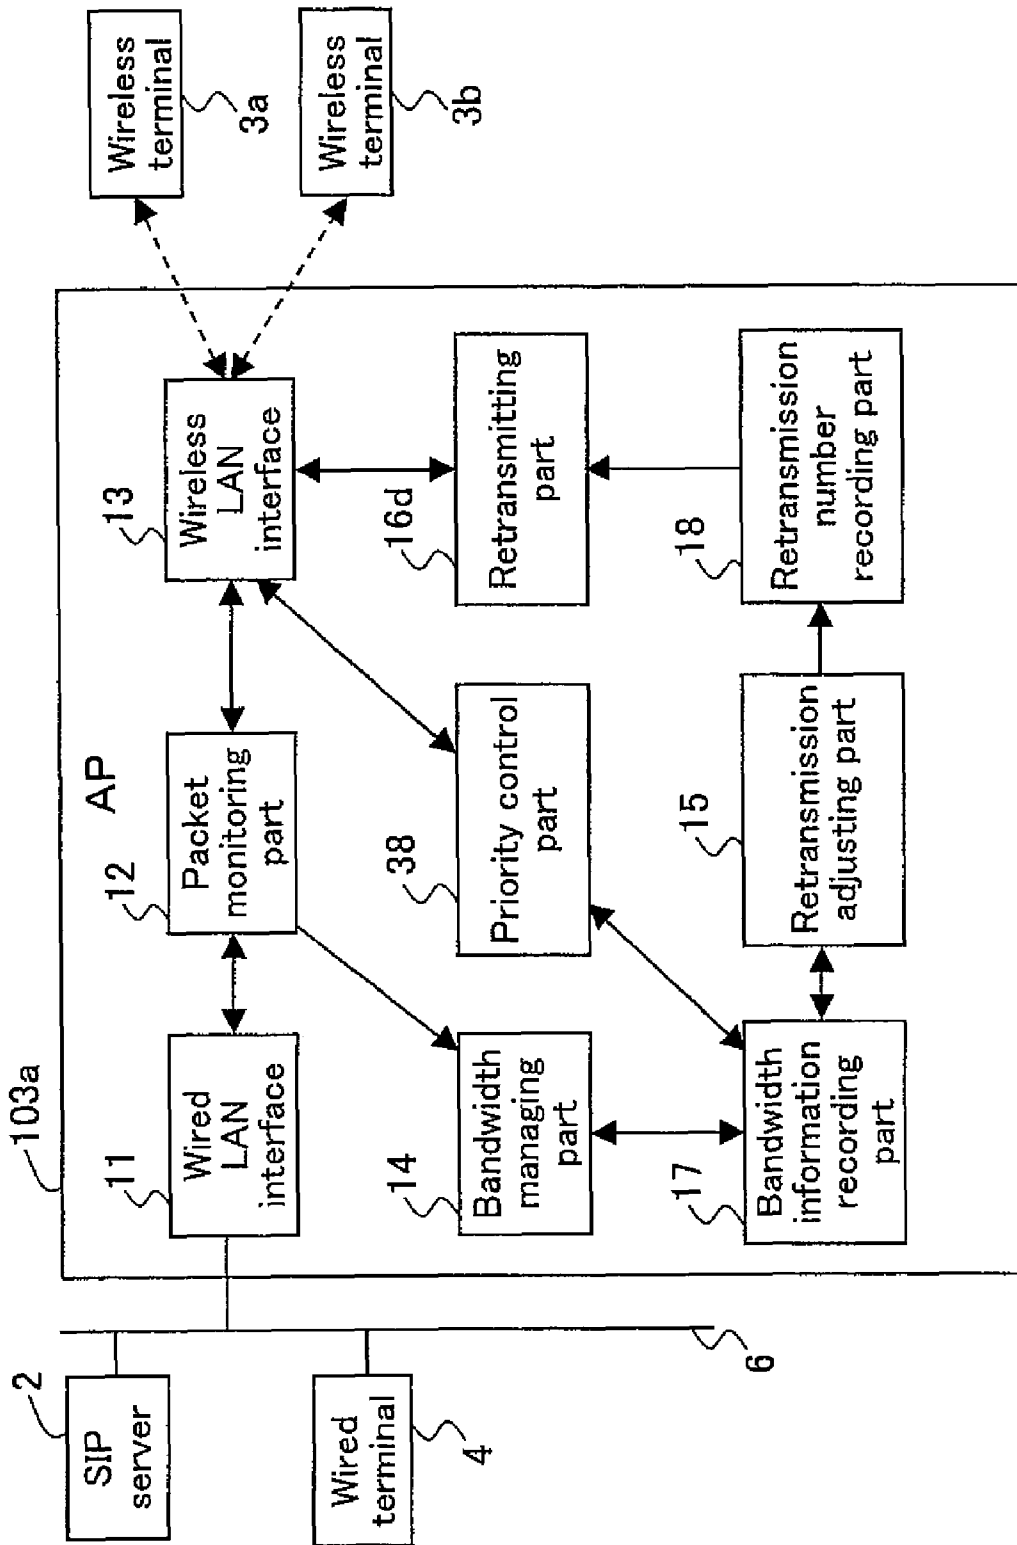 2
SIP
server
Wired
terminal
4
6
103a
AP
11
Wired
LAN
interface
12
Packet
monitoring
part
13
Wireless
LAN
interface
14
Bandwidth
managing
part
38
Priority control
part
16d
Retransmitting
part
17
Bandwidth
information
recording
part
15
Retransmission
adjusting part
18
Retransmission
number
recording part
Wireless
terminal
3a
Wireless
terminal
3b